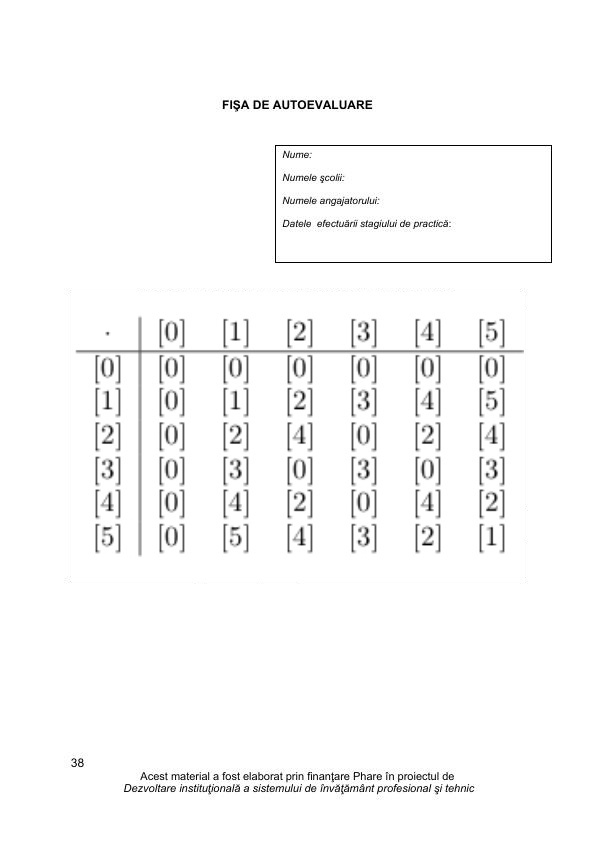 FIŞA DE AUTOEVALUARE
Nume:
Numele şcolii:
Numele angajatorului:
Datele efectuării stagiului de practică:
· [0] [1] [2] [3] [4] [5]
[0] [0] [0] [0] [0] [0] [0]
[1] [0] [1] [2] [3] [4] [5]
[2] [0] [2] [4] [0] [2] [4]
[3] [0] [3] [0] [3] [0] [3]
[4] [0] [4] [2] [0] [4] [2]
[5] [0] [5] [4] [3] [2] [1]
38
Acest material a fost elaborat prin finanţare Phare în proiectul de
Dezvoltare instituţională a sistemului de învăţământ profesional şi tehnic